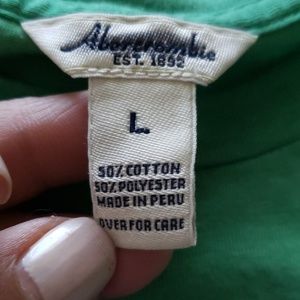 Abercrombie
EST. 1892
L
50% COTTON
50% POLYESTER
MADE IN PERU
OVER FOR CARE